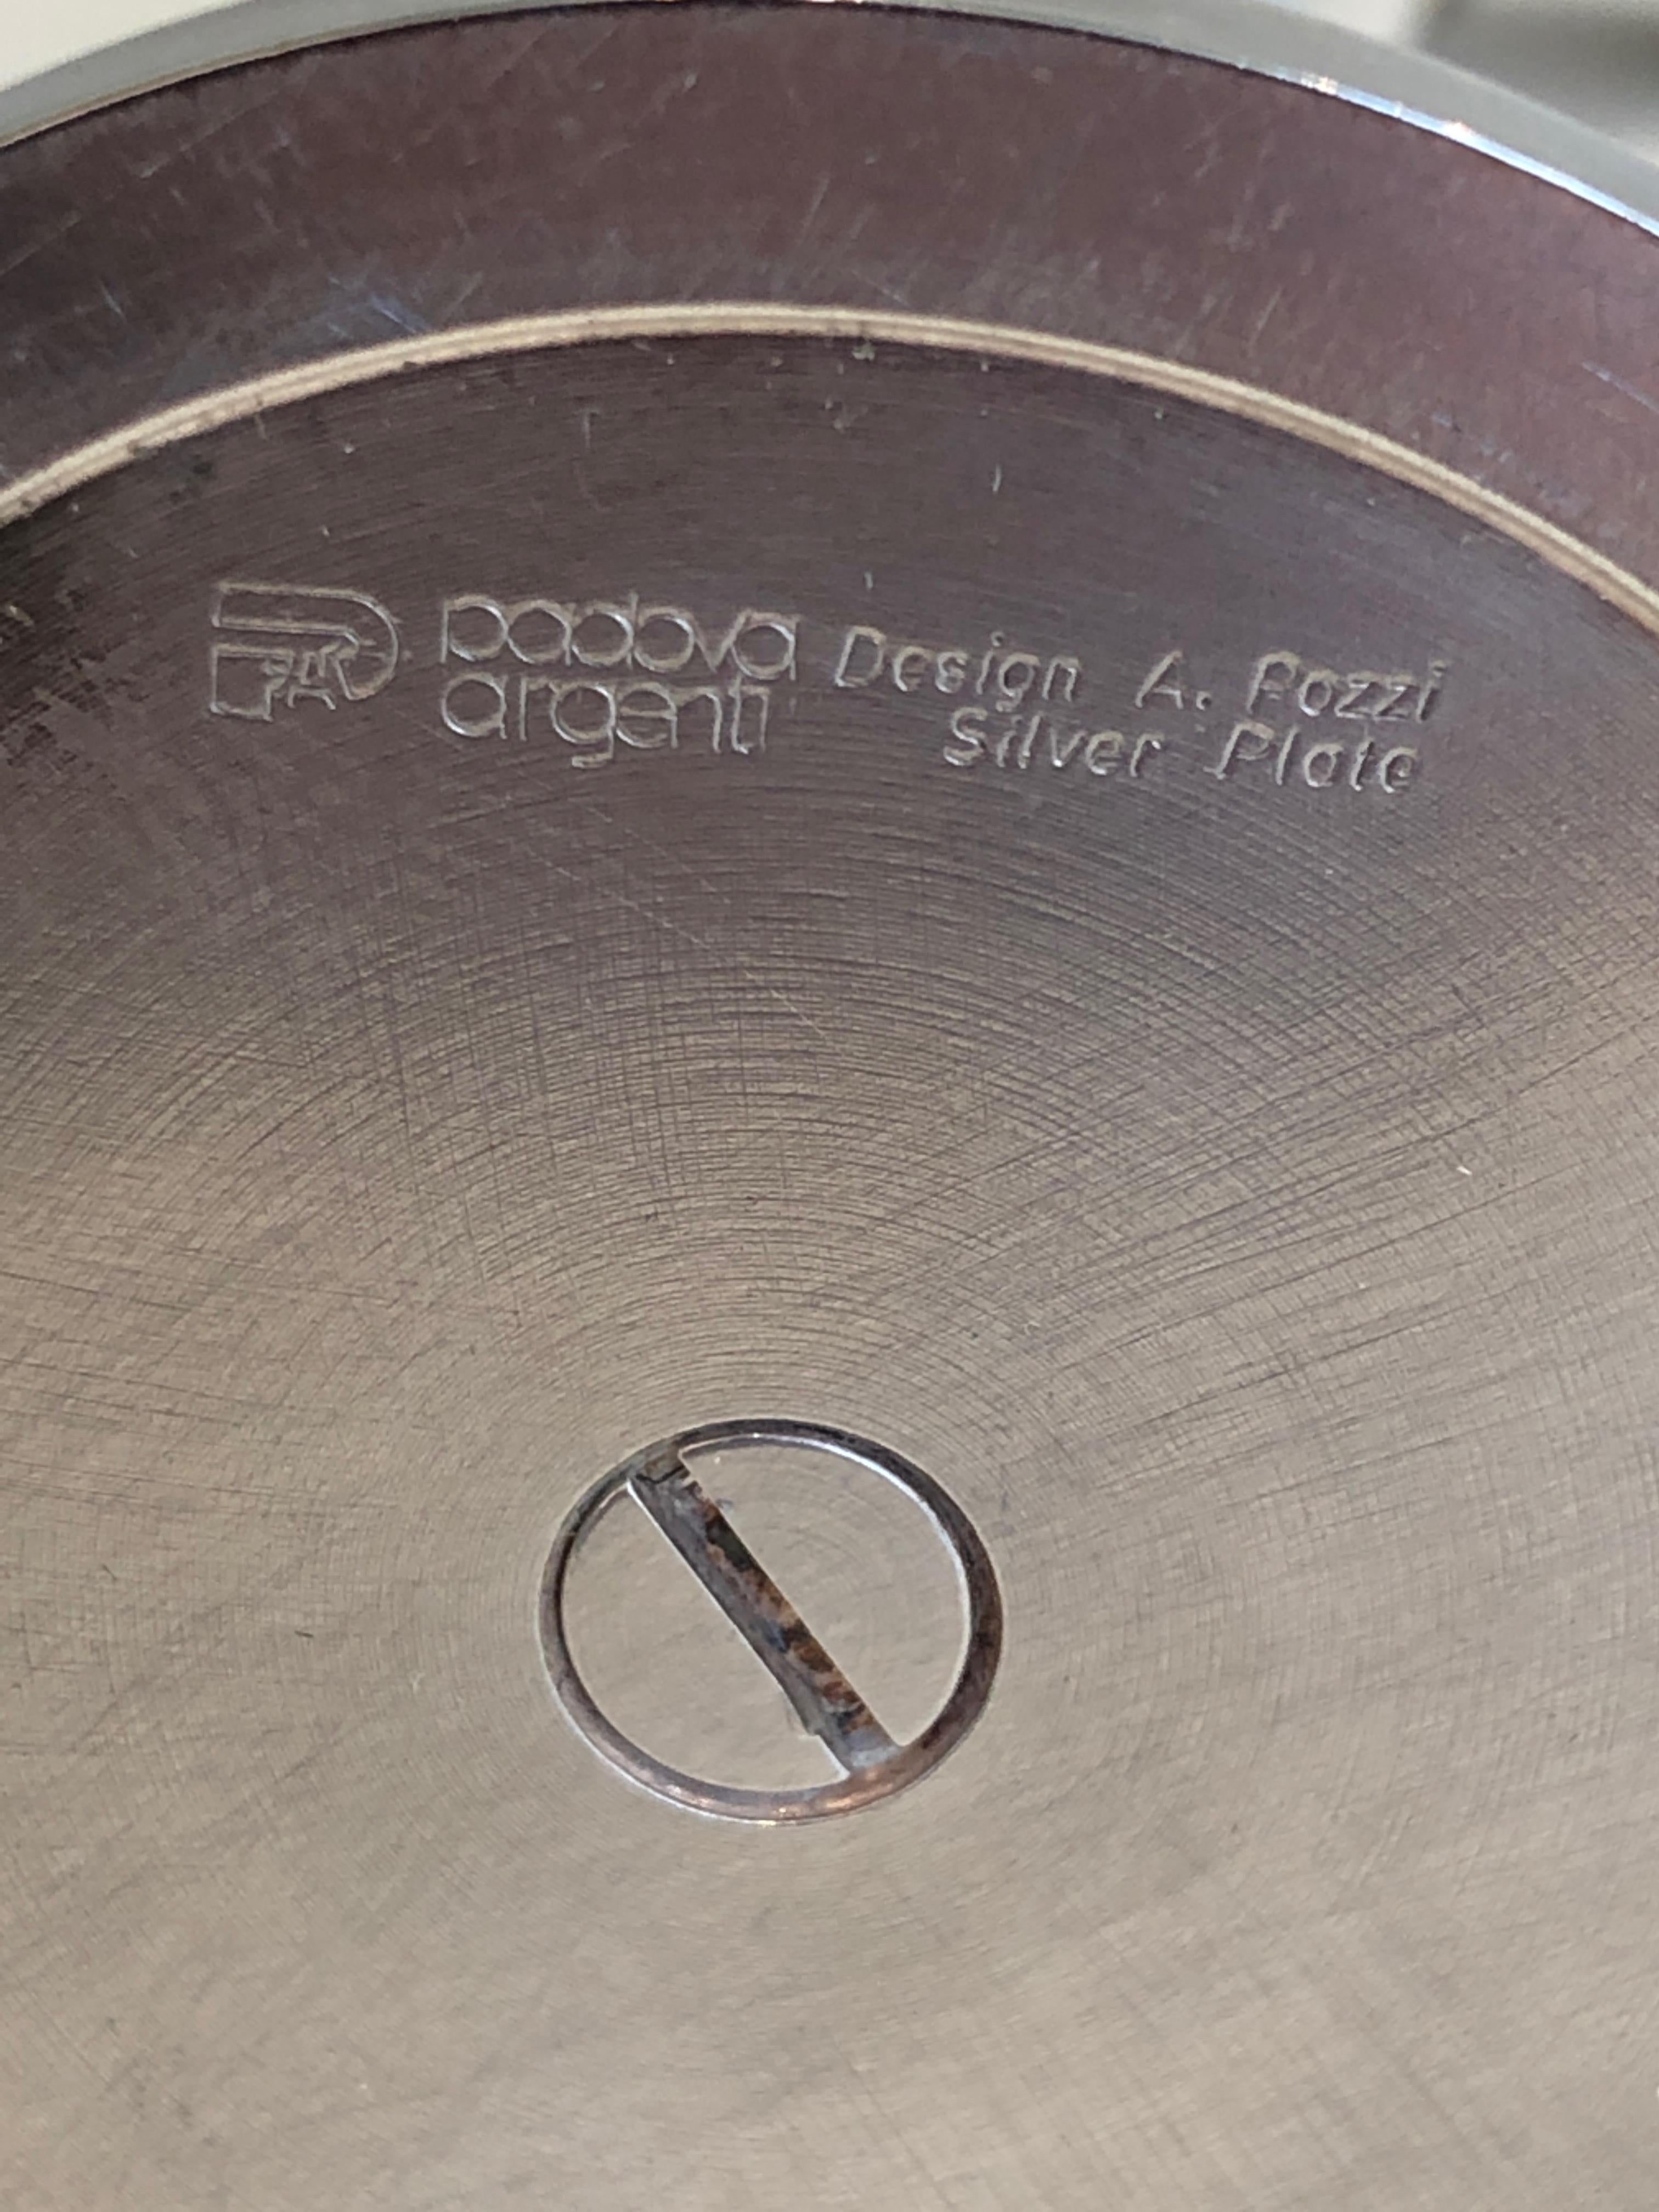 padova Design A. Pozzi
argenti Silver Plate